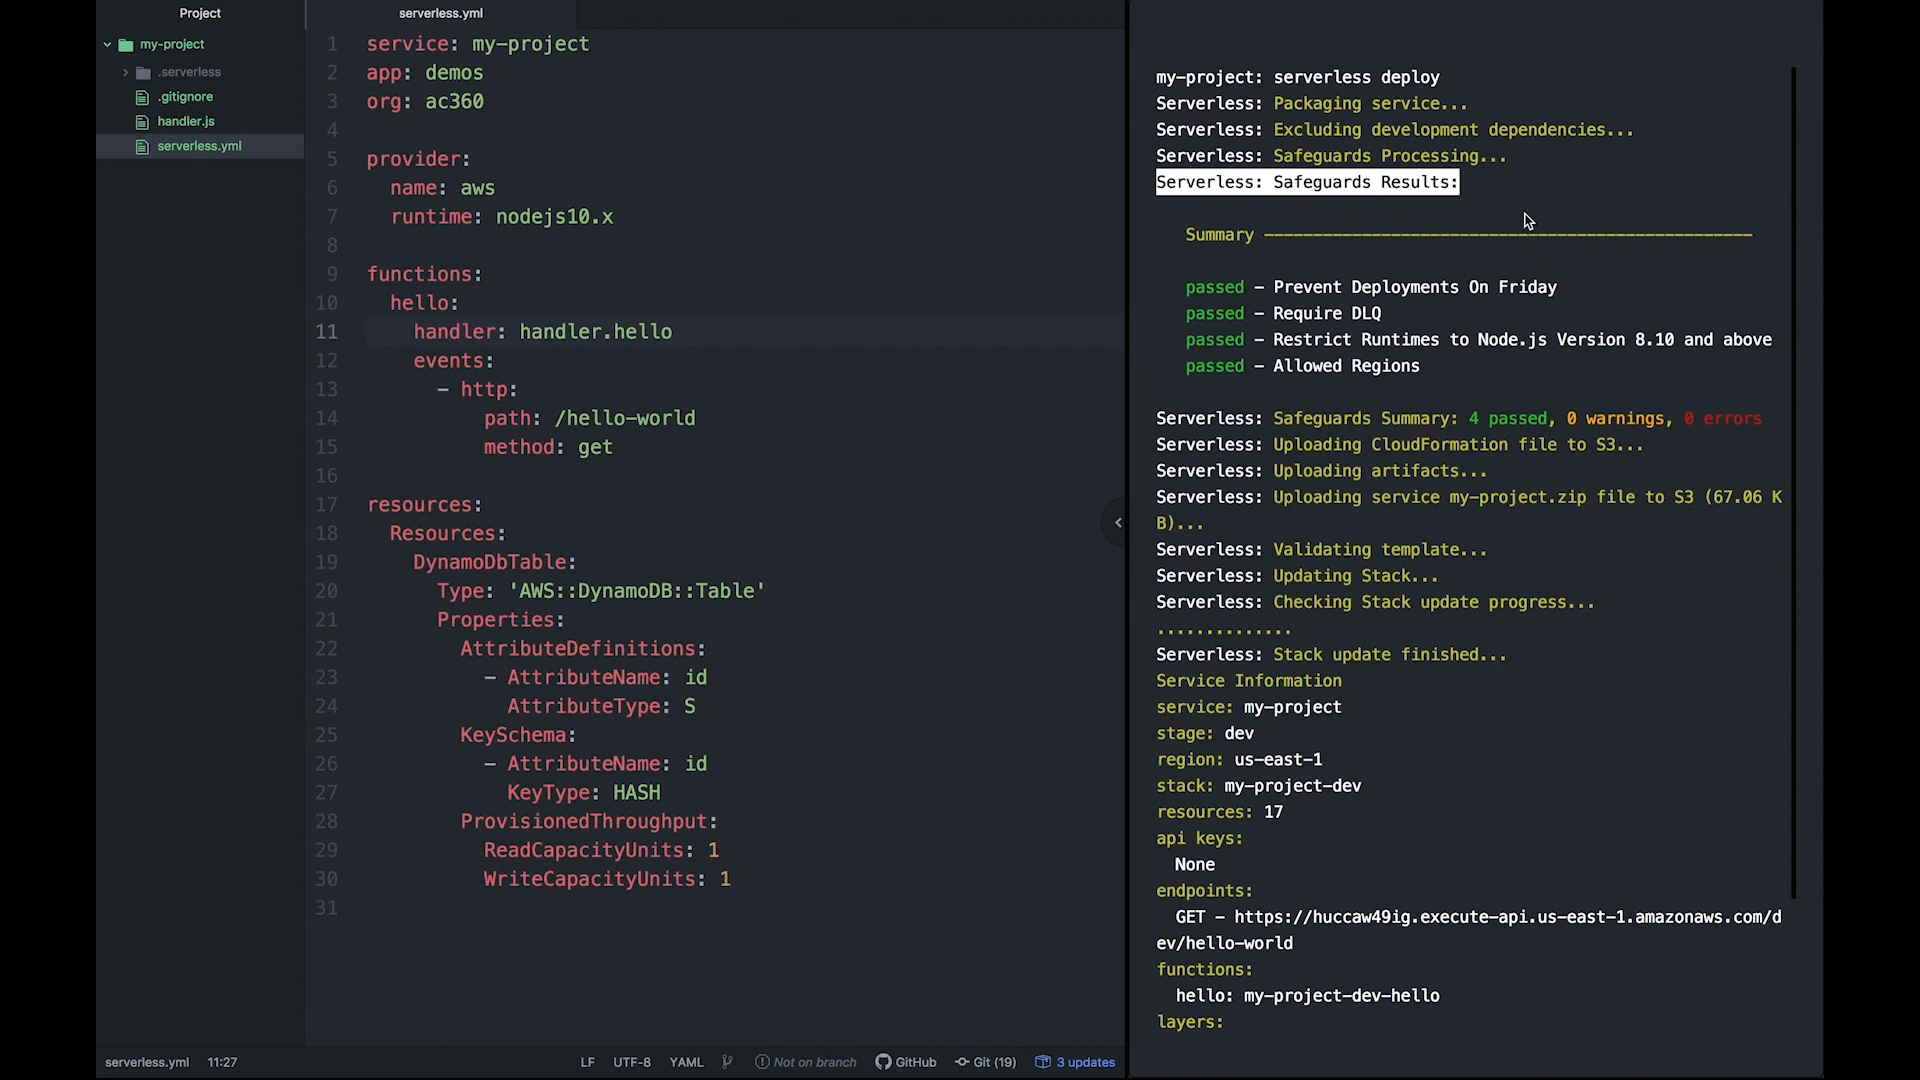 Project
my-project
.serverless
.gitignore
handler.js
serverless.yml
serverless.yml
1 service: my-project
2 app: demos
3 org: ac360
4
5 provider:
6 name: aws
7 runtime: nodejs10.x
8
9 functions:
10 hello:
11 handler: handler.hello
12 events:
13 - http:
14 path: /hello-world
15 method: get
16
17 resources:
18 Resources:
19 DynamoDbTable:
20 Type: 'AWS::DynamoDB::Table'
21 Properties:
22 AttributeDefinitions:
23 - AttributeName: id
24 AttributeType: S
25 KeySchema:
26 - AttributeName: id
27 KeyType: HASH
28 ProvisionedThroughput:
29 ReadCapacityUnits: 1
30 WriteCapacityUnits: 1
31
serverless.yml 11:27 LF UTF-8 YAML Not on branch GitHub Git (19) 3 updates
my-project: serverless deploy
Serverless: Packaging service...
Serverless: Excluding development dependencies...
Serverless: Safeguards Processing...
Serverless: Safeguards Results:
Summary --------------------------------------------------
passed - Prevent Deployments On Friday
passed - Require DLQ
passed - Restrict Runtimes to Node.js Version 8.10 and above
passed - Allowed Regions
Serverless: Safeguards Summary: 4 passed, 0 warnings, 0 errors
Serverless: Uploading CloudFormation file to S3...
Serverless: Uploading artifacts...
Serverless: Uploading service my-project.zip file to S3 (67.06 K
B)...
Serverless: Validating template...
Serverless: Updating Stack...
Serverless: Checking Stack update progress...
..............
Serverless: Stack update finished...
Service Information
service: my-project
stage: dev
region: us-east-1
stack: my-project-dev
resources: 17
api keys:
None
endpoints:
GET - https://huccaw49ig.execute-api.us-east-1.amazonaws.com/d
ev/hello-world
functions:
hello: my-project-dev-hello
layers: